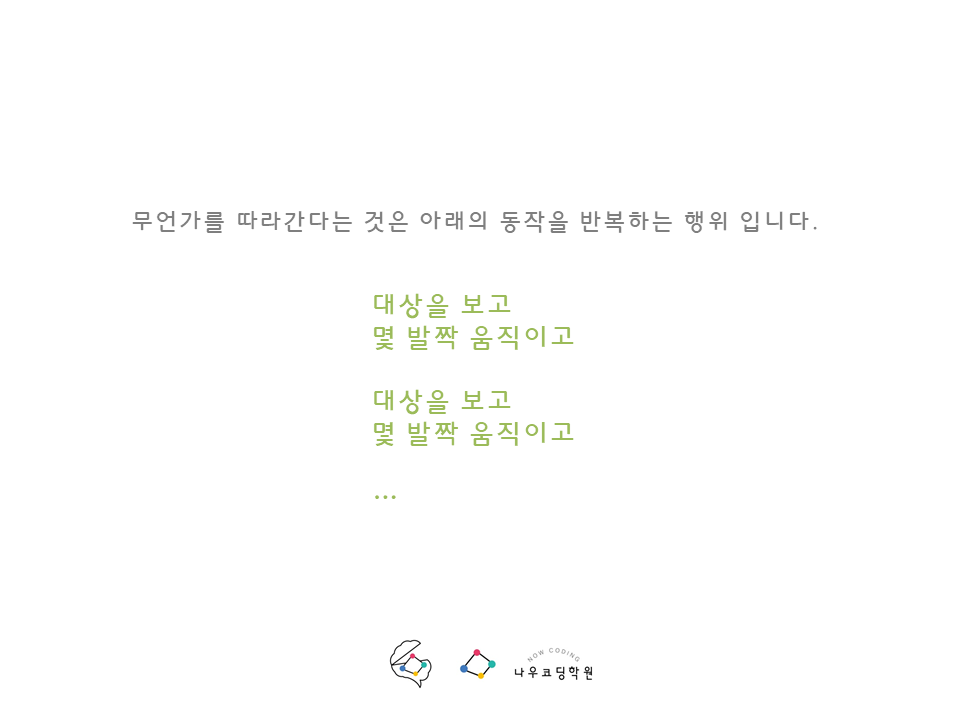 무언가를 따라간다는 것은 아래의 동작을 반복하는 행위 입니다.
대상을 보고
몇 발짝 움직이고
대상을 보고
몇 발짝 움직이고
...
NOW CODING
나우코딩학원